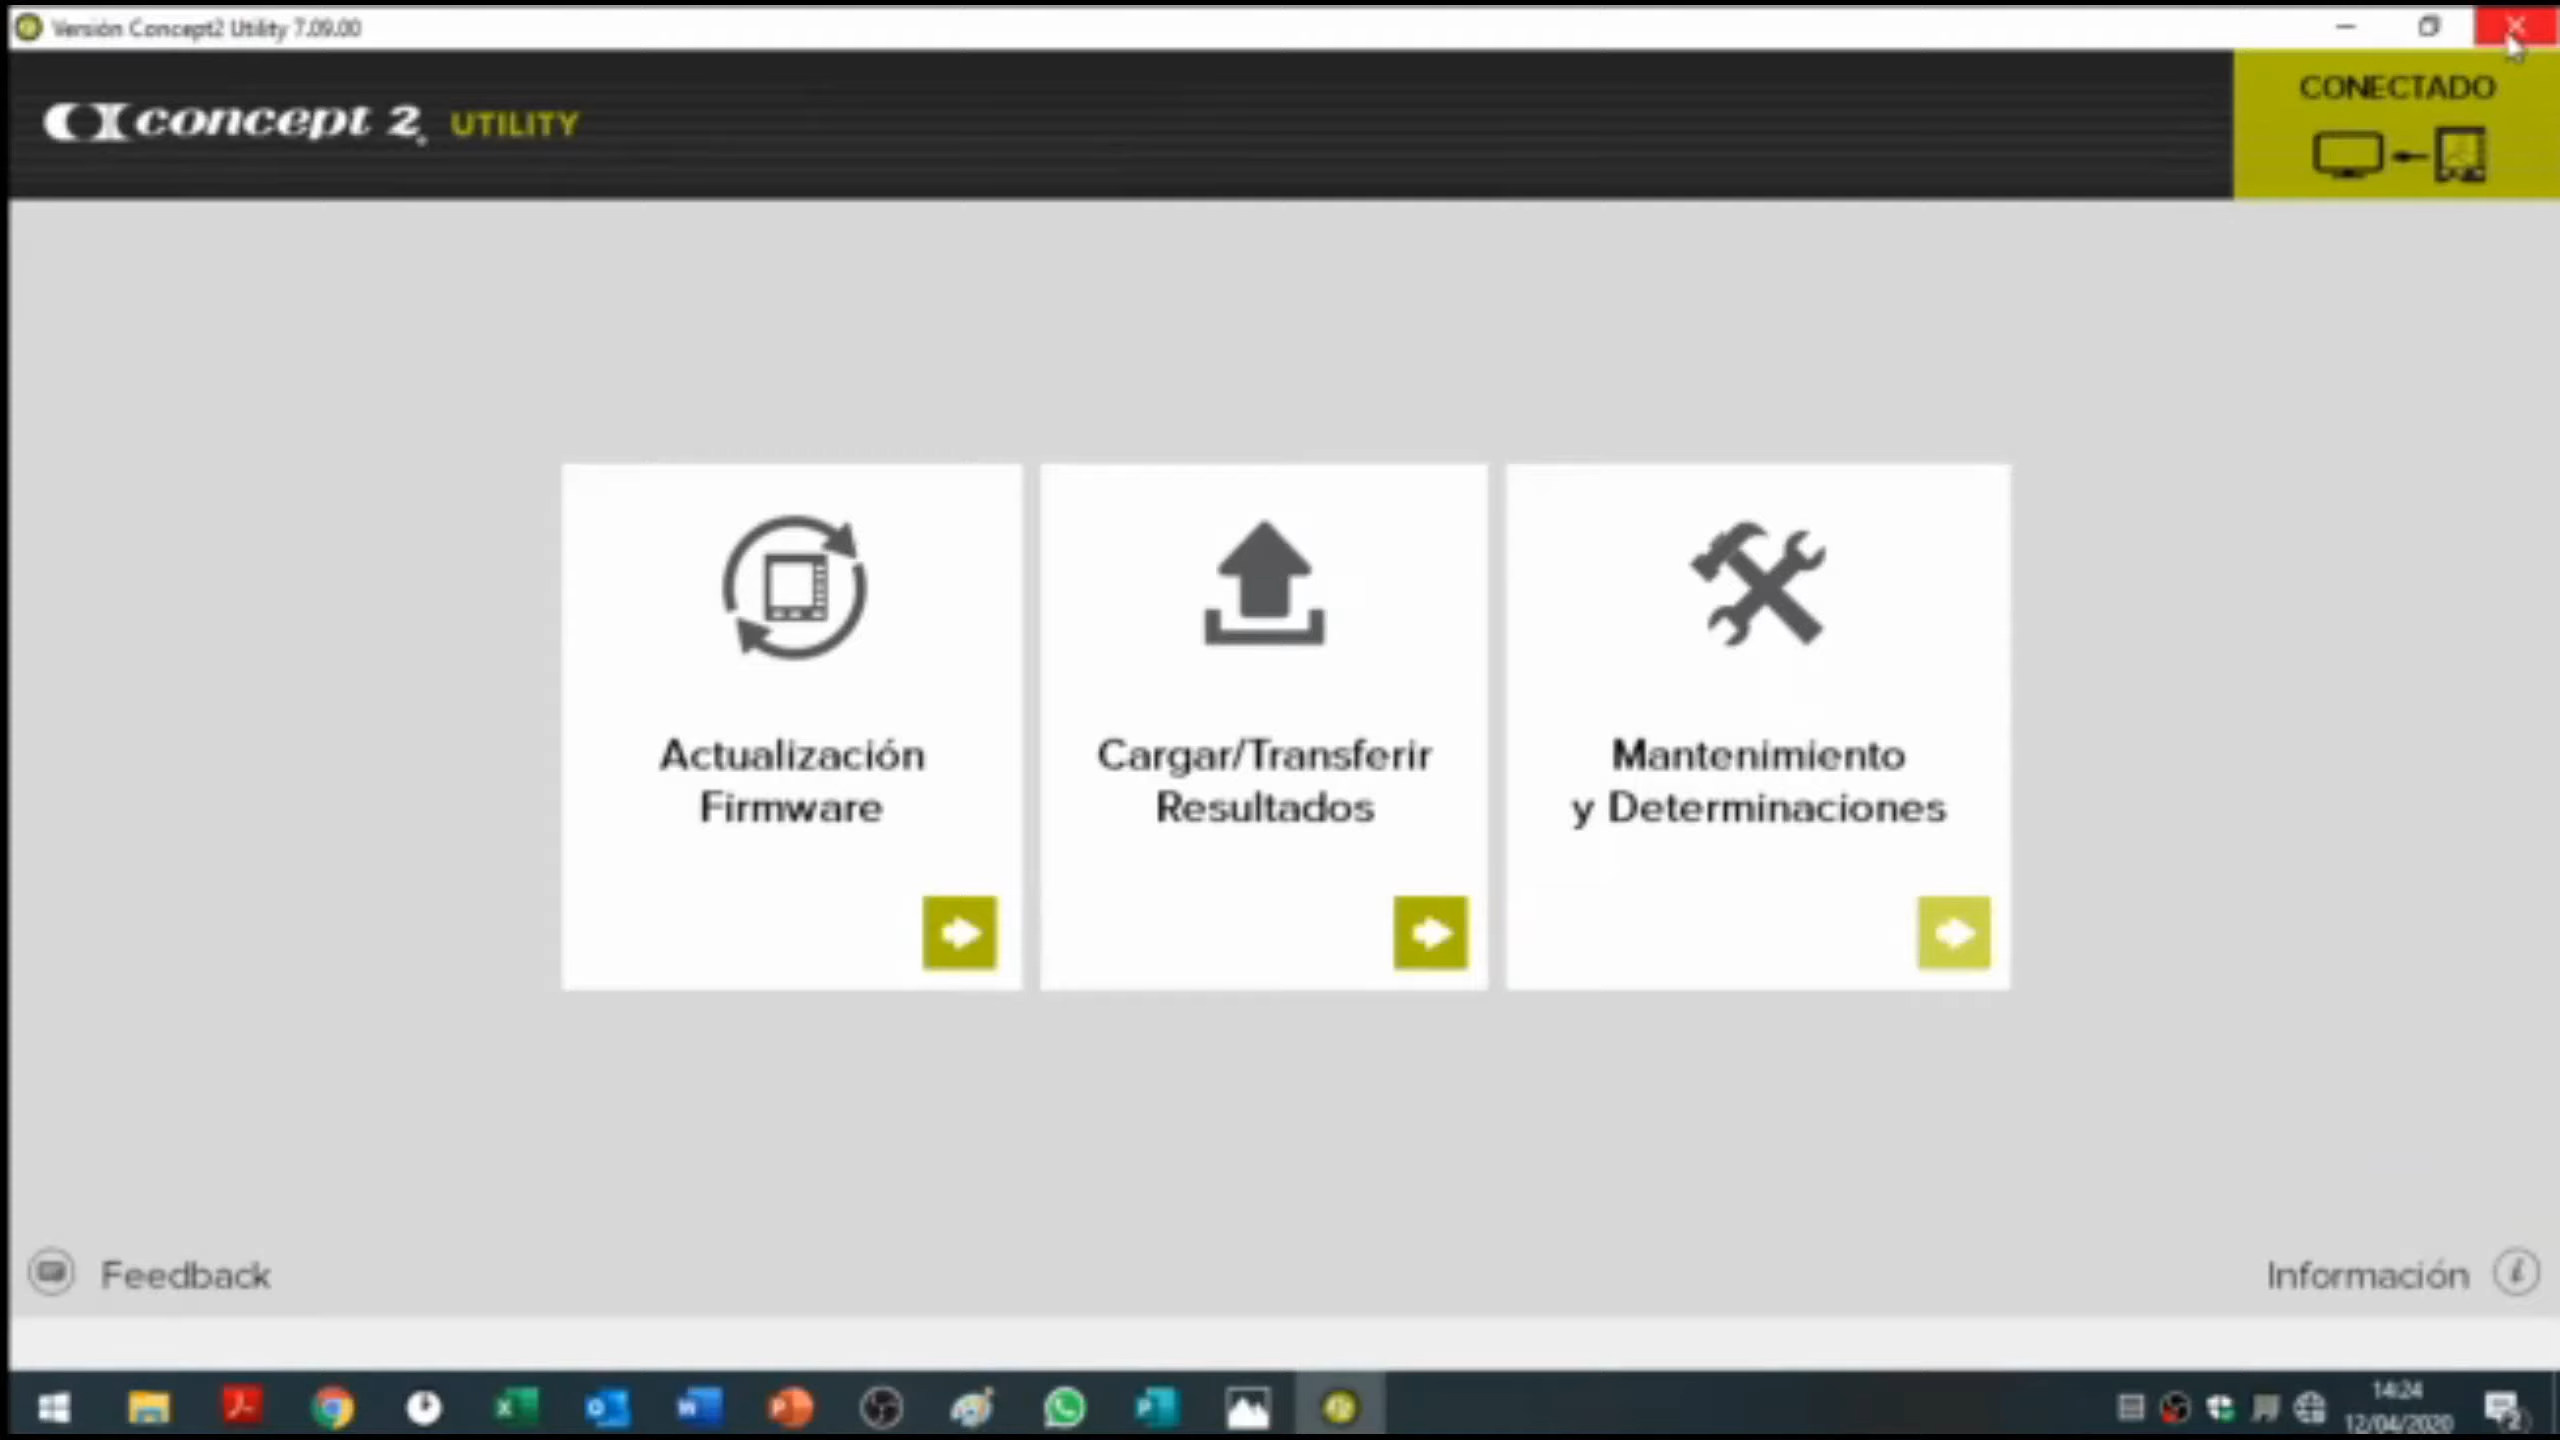 Versión Concept2 Utility 7.09.00
concept 2. UTILITY
CONECTADO
Actualización
Firmware
Cargar/Transferir
Resultados
Mantenimiento
y Determinaciones
Feedback
Información
14:24
12/04/2020